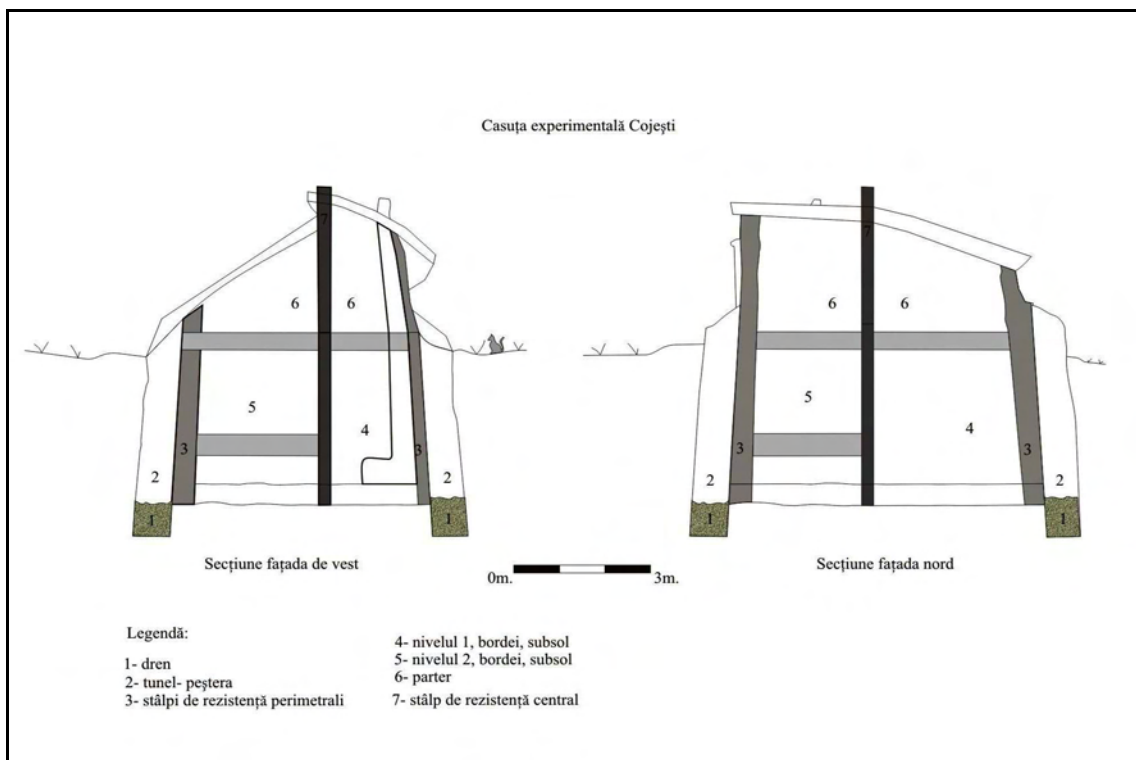 Casuța experimentală Cojești
7
7
6 6
6 6
5
4
3
3
2
2
1
1
5
4
3
3
2
2
1
1
Secțiune fațada de vest
0m. 3m.
Secțiune fațada nord
Legendă:
1- dren
2- tunel- peștera
3- stâlpi de rezistență perimetrali
4- nivelul 1, bordei, subsol
5- nivelul 2, bordei, subsol
6- parter
7- stâlp de rezistență central